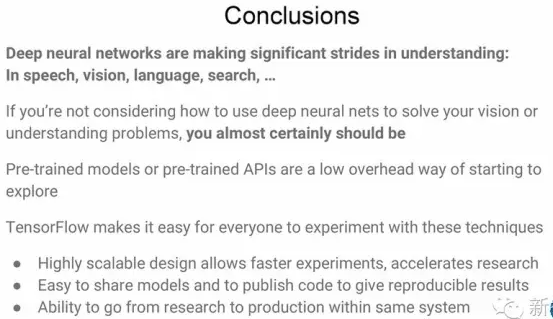 Conclusions
Deep neural networks are making significant strides in understanding:
In speech, vision, language, search, …
If you're not considering how to use deep neural nets to solve your vision or
understanding problems, you almost certainly should be
Pre-trained models or pre-trained APIs are a low overhead way of starting to
explore
TensorFlow makes it easy for everyone to experiment with these techniques
● Highly scalable design allows faster experiments, accelerates research
● Easy to share models and to publish code to give reproducible results
● Ability to go from research to production within same system
新